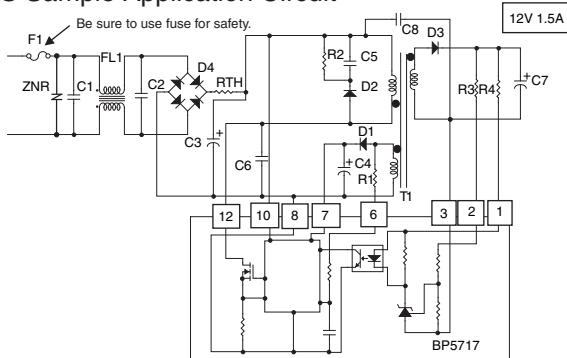 Sample Application Circuit
Be sure to use fuse for safety.
12V 1.5A
F1
FL1
ZNR
C1
C2
D4
RTH
C3
C6
R2
C5
D2
C8
D3
D1
C4
R1
T1
R3
R4
C7
12
10
8
7
6
3
2
1
BP5717